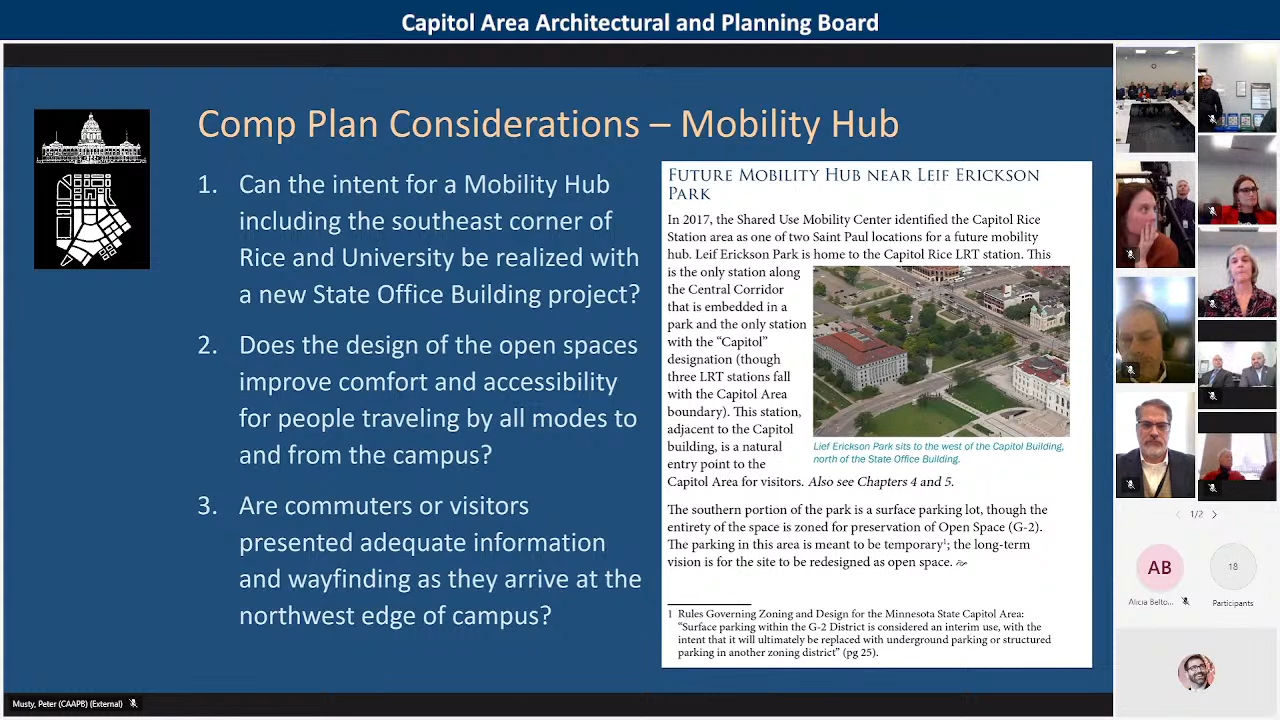 Capitol Area Architectural and Planning Board
Comp Plan Considerations – Mobility Hub
1. Can the intent for a Mobility Hub
including the southeast corner of
Rice and University be realized with
a new State Office Building project?
2. Does the design of the open spaces
improve comfort and accessibility
for people traveling by all modes to
and from the campus?
3. Are commuters or visitors
presented adequate information
and wayfinding as they arrive at the
northwest edge of campus?
Future Mobility Hub near Leif Erickson
Park
In 2017, the Shared Use Mobility Center identified the Capitol Rice
Station area as one of two Saint Paul locations for a future mobility
hub. Leif Erickson Park is home to the Capitol Rice LRT station. This
is the only station along
the Central Corridor
that is embedded in a
park and the only station
with the “Capitol”
designation (though
three LRT stations fall
with the Capitol Area
boundary). This station,
adjacent to the Capitol
building, is a natural
entry point to the
Capitol Area for visitors. Also see Chapters 4 and 5.
Lief Erickson Park sits to the west of the Capitol Building,
north of the State Office Building.
The southern portion of the park is a surface parking lot, though the
entirety of the space is zoned for preservation of Open Space (G-2).
The parking in this area is meant to be temporary¹; the long-term
vision is for the site to be redesigned as open space.
1 Rules Governing Zoning and Design for the Minnesota State Capitol Area:
“Surface parking within the G-2 District is considered an interim use, with the
intent that it will ultimately be replaced with underground parking or structured
parking in another zoning district” (pg 25).
Musty, Peter (CAAPB) (External)
1/2
AB
18
Alicia Belto...
Participants